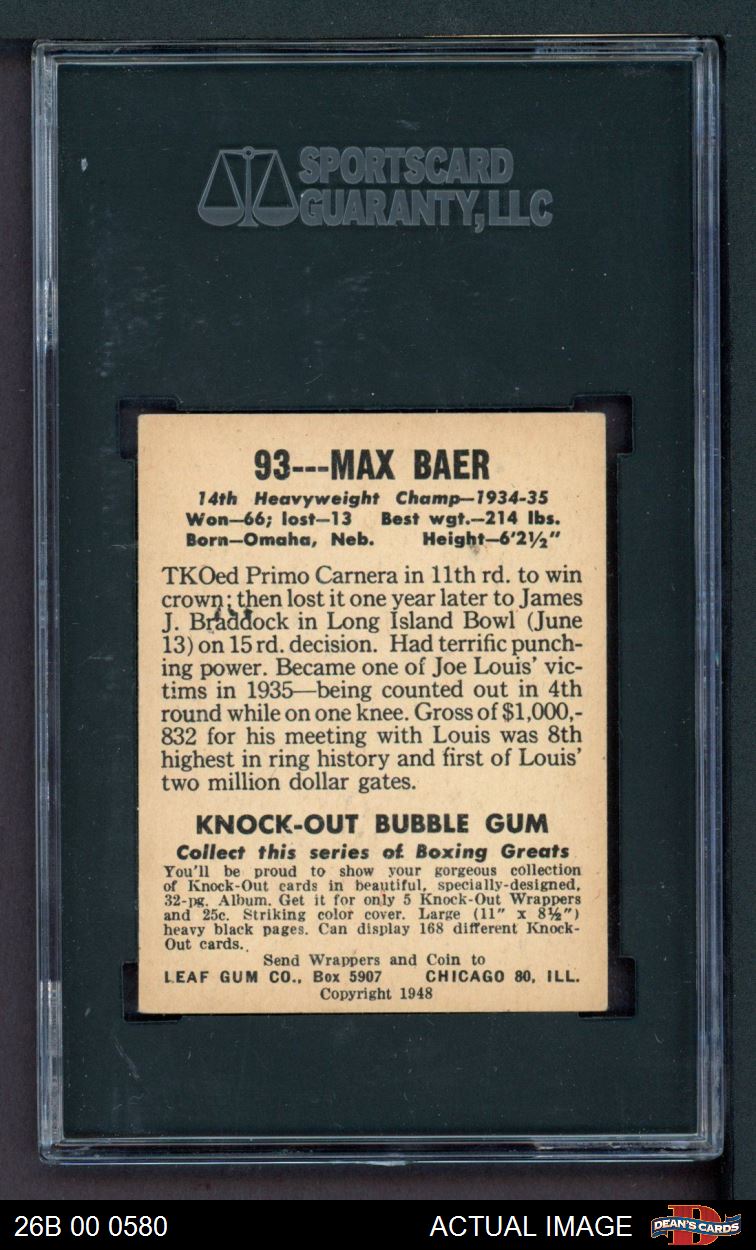 SPORTSCARD
GUARANTY, LLC
93---MAX BAER
14th Heavyweight Champ—1934-35
Won—66; lost—13 Best wgt.—214 lbs.
Born—Omaha, Neb. Height—6'2½"
TKOed Primo Carnera in 11th rd. to win
crown; then lost it one year later to James
J. Braddock in Long Island Bowl (June
13) on 15 rd. decision. Had terrific punch-
ing power. Became one of Joe Louis' vic-
tims in 1935—being counted out in 4th
round while on one knee. Gross of $1,000,-
832 for his meeting with Louis was 8th
highest in ring history and first of Louis'
two million dollar gates.
KNOCK-OUT BUBBLE GUM
Collect this series of Boxing Greats
You'll be proud to show your gorgeous collection
of Knock-Out cards in beautiful, specially-designed,
32-pg. Album. Get it for only 5 Knock-Out Wrappers
and 25c. Striking color cover. Large (11" x 8½")
heavy black pages. Can display 168 different Knock-
Out cards.
Send Wrappers and Coin to
LEAF GUM CO., Box 5907 CHICAGO 80, ILL.
Copyright 1948
26B 00 0580 ACTUAL IMAGE DEAN'S CARDS